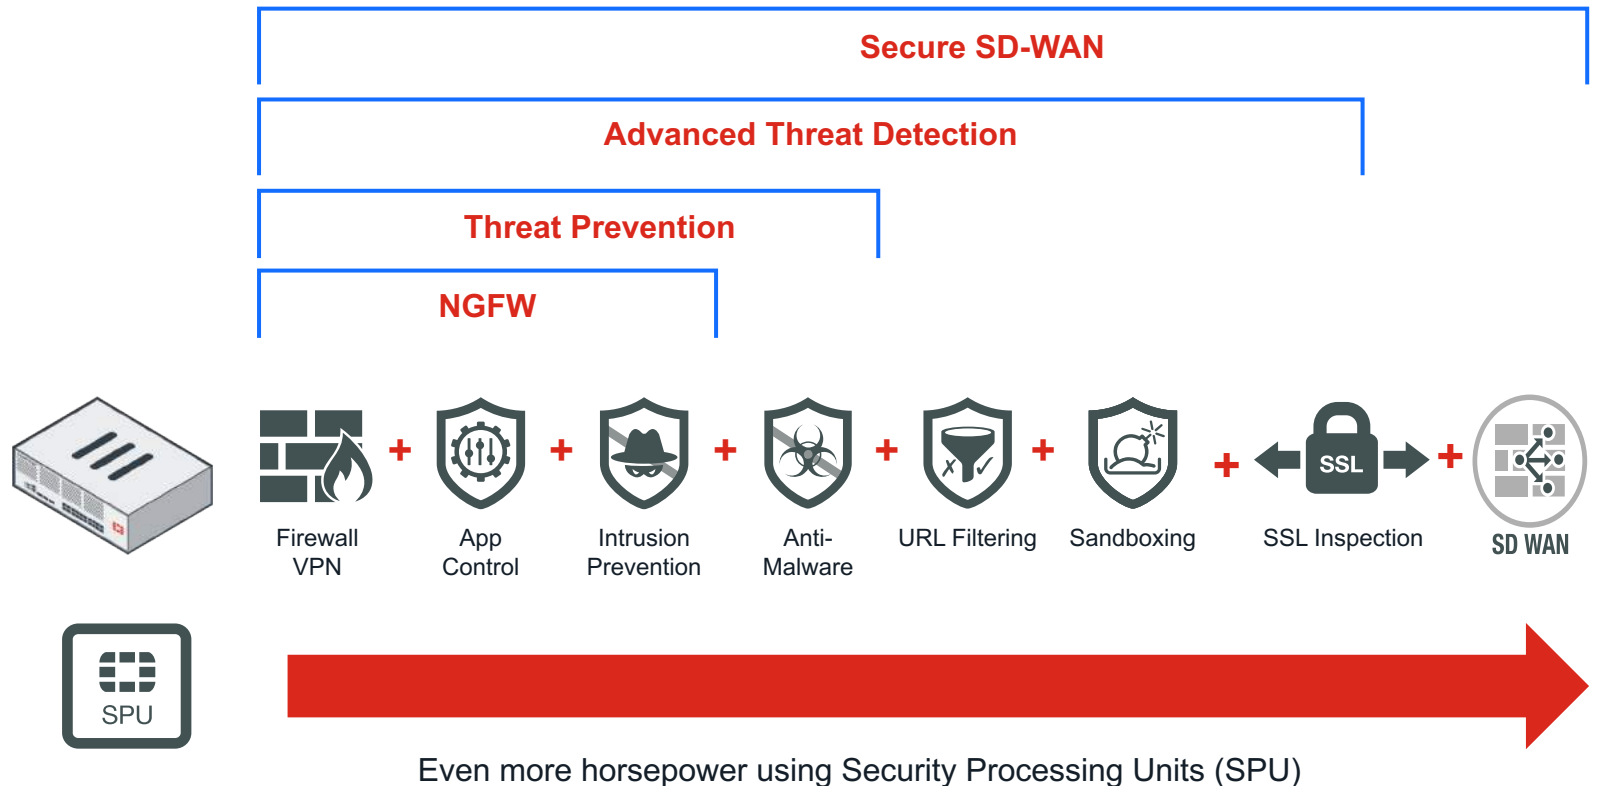 Secure SD-WAN
Advanced Threat Detection
Threat Prevention
NGFW
SSL
Firewall
VPN
App
Control
Intrusion
Prevention
Anti-
Malware
URL Filtering
Sandboxing
SSL Inspection
SD WAN
SPU
Even more horsepower using Security Processing Units (SPU)